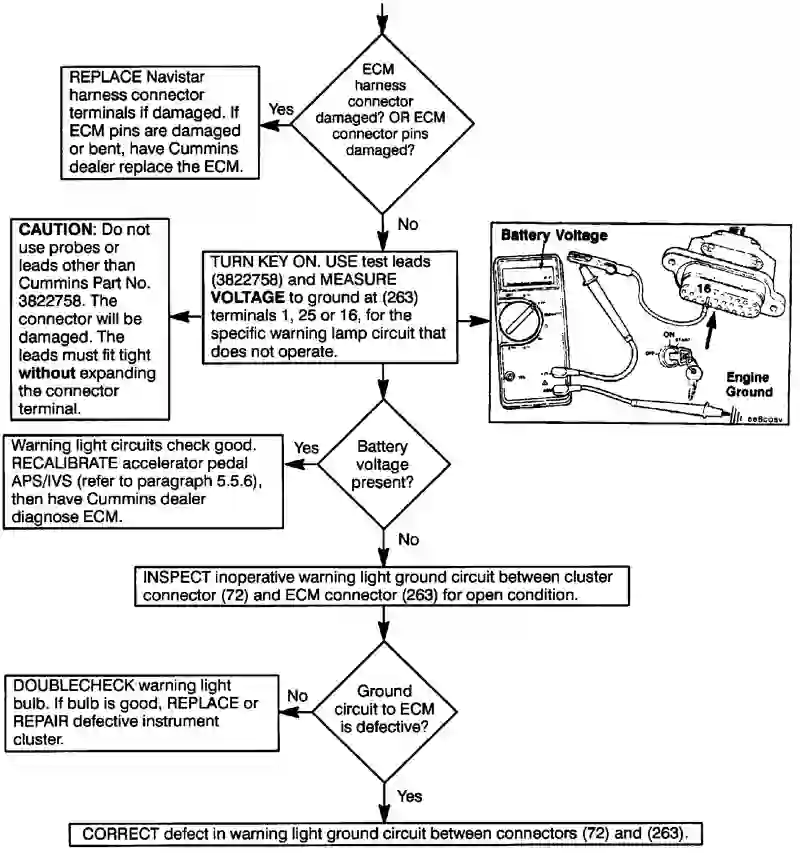 ECM
harness
connector
damaged? OR ECM
connector pins
damaged?
Yes
REPLACE Navistar
harness connector
terminals if damaged. If
ECM pins are damaged
or bent, have Cummins
dealer replace the ECM.
No
CAUTION: Do not
use probes or
leads other than
Cummins Part No.
3822758. The
connector will be
damaged. The
leads must fit tight
without expanding
the connector
terminal.
TURN KEY ON. USE test leads
(3822758) and MEASURE
VOLTAGE to ground at (263)
terminals 1, 25 or 16, for the
specific warning lamp circuit that
does not operate.
Battery Voltage
16
ON
START
OFF
Engine
Ground
Battery
voltage
present?
Yes
Warning light circuits check good.
RECALIBRATE accelerator pedal
APS/IVS (refer to paragraph 5.5.6),
then have Cummins dealer
diagnose ECM.
No
INSPECT inoperative warning light ground circuit between cluster
connector (72) and ECM connector (263) for open condition.
Ground
circuit to ECM
is defective?
No
DOUBLECHECK warning light
bulb. If bulb is good, REPLACE or
REPAIR defective instrument
cluster.
Yes
CORRECT defect in warning light ground circuit between connectors (72) and (263).